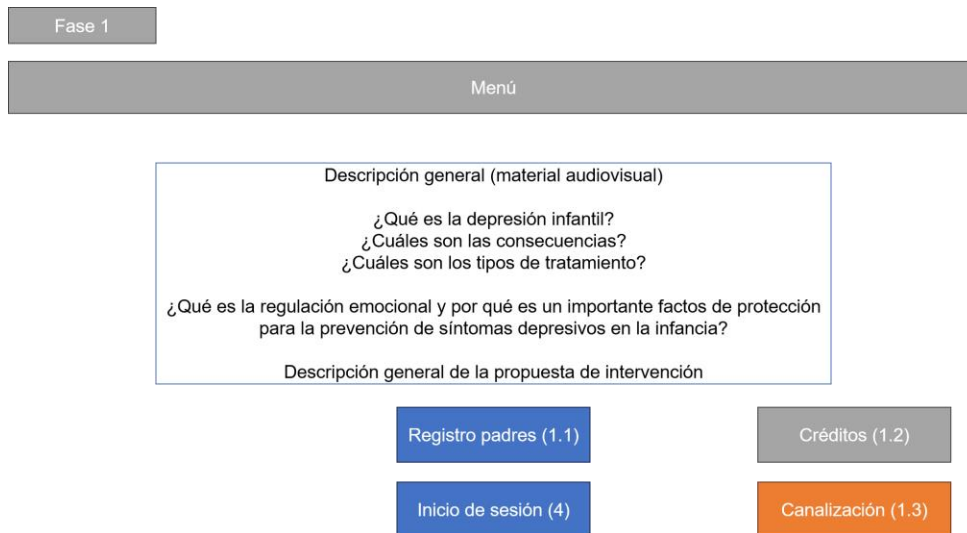 Fase 1
Menú
Descripción general (material audiovisual)
¿Qué es la depresión infantil?
¿Cuáles son las consecuencias?
¿Cuáles son los tipos de tratamiento?
¿Qué es la regulación emocional y por qué es un importante factos de protección
para la prevención de síntomas depresivos en la infancia?
Descripción general de la propuesta de intervención
Registro padres (1.1)
Créditos (1.2)
Inicio de sesión (4)
Canalización (1.3)